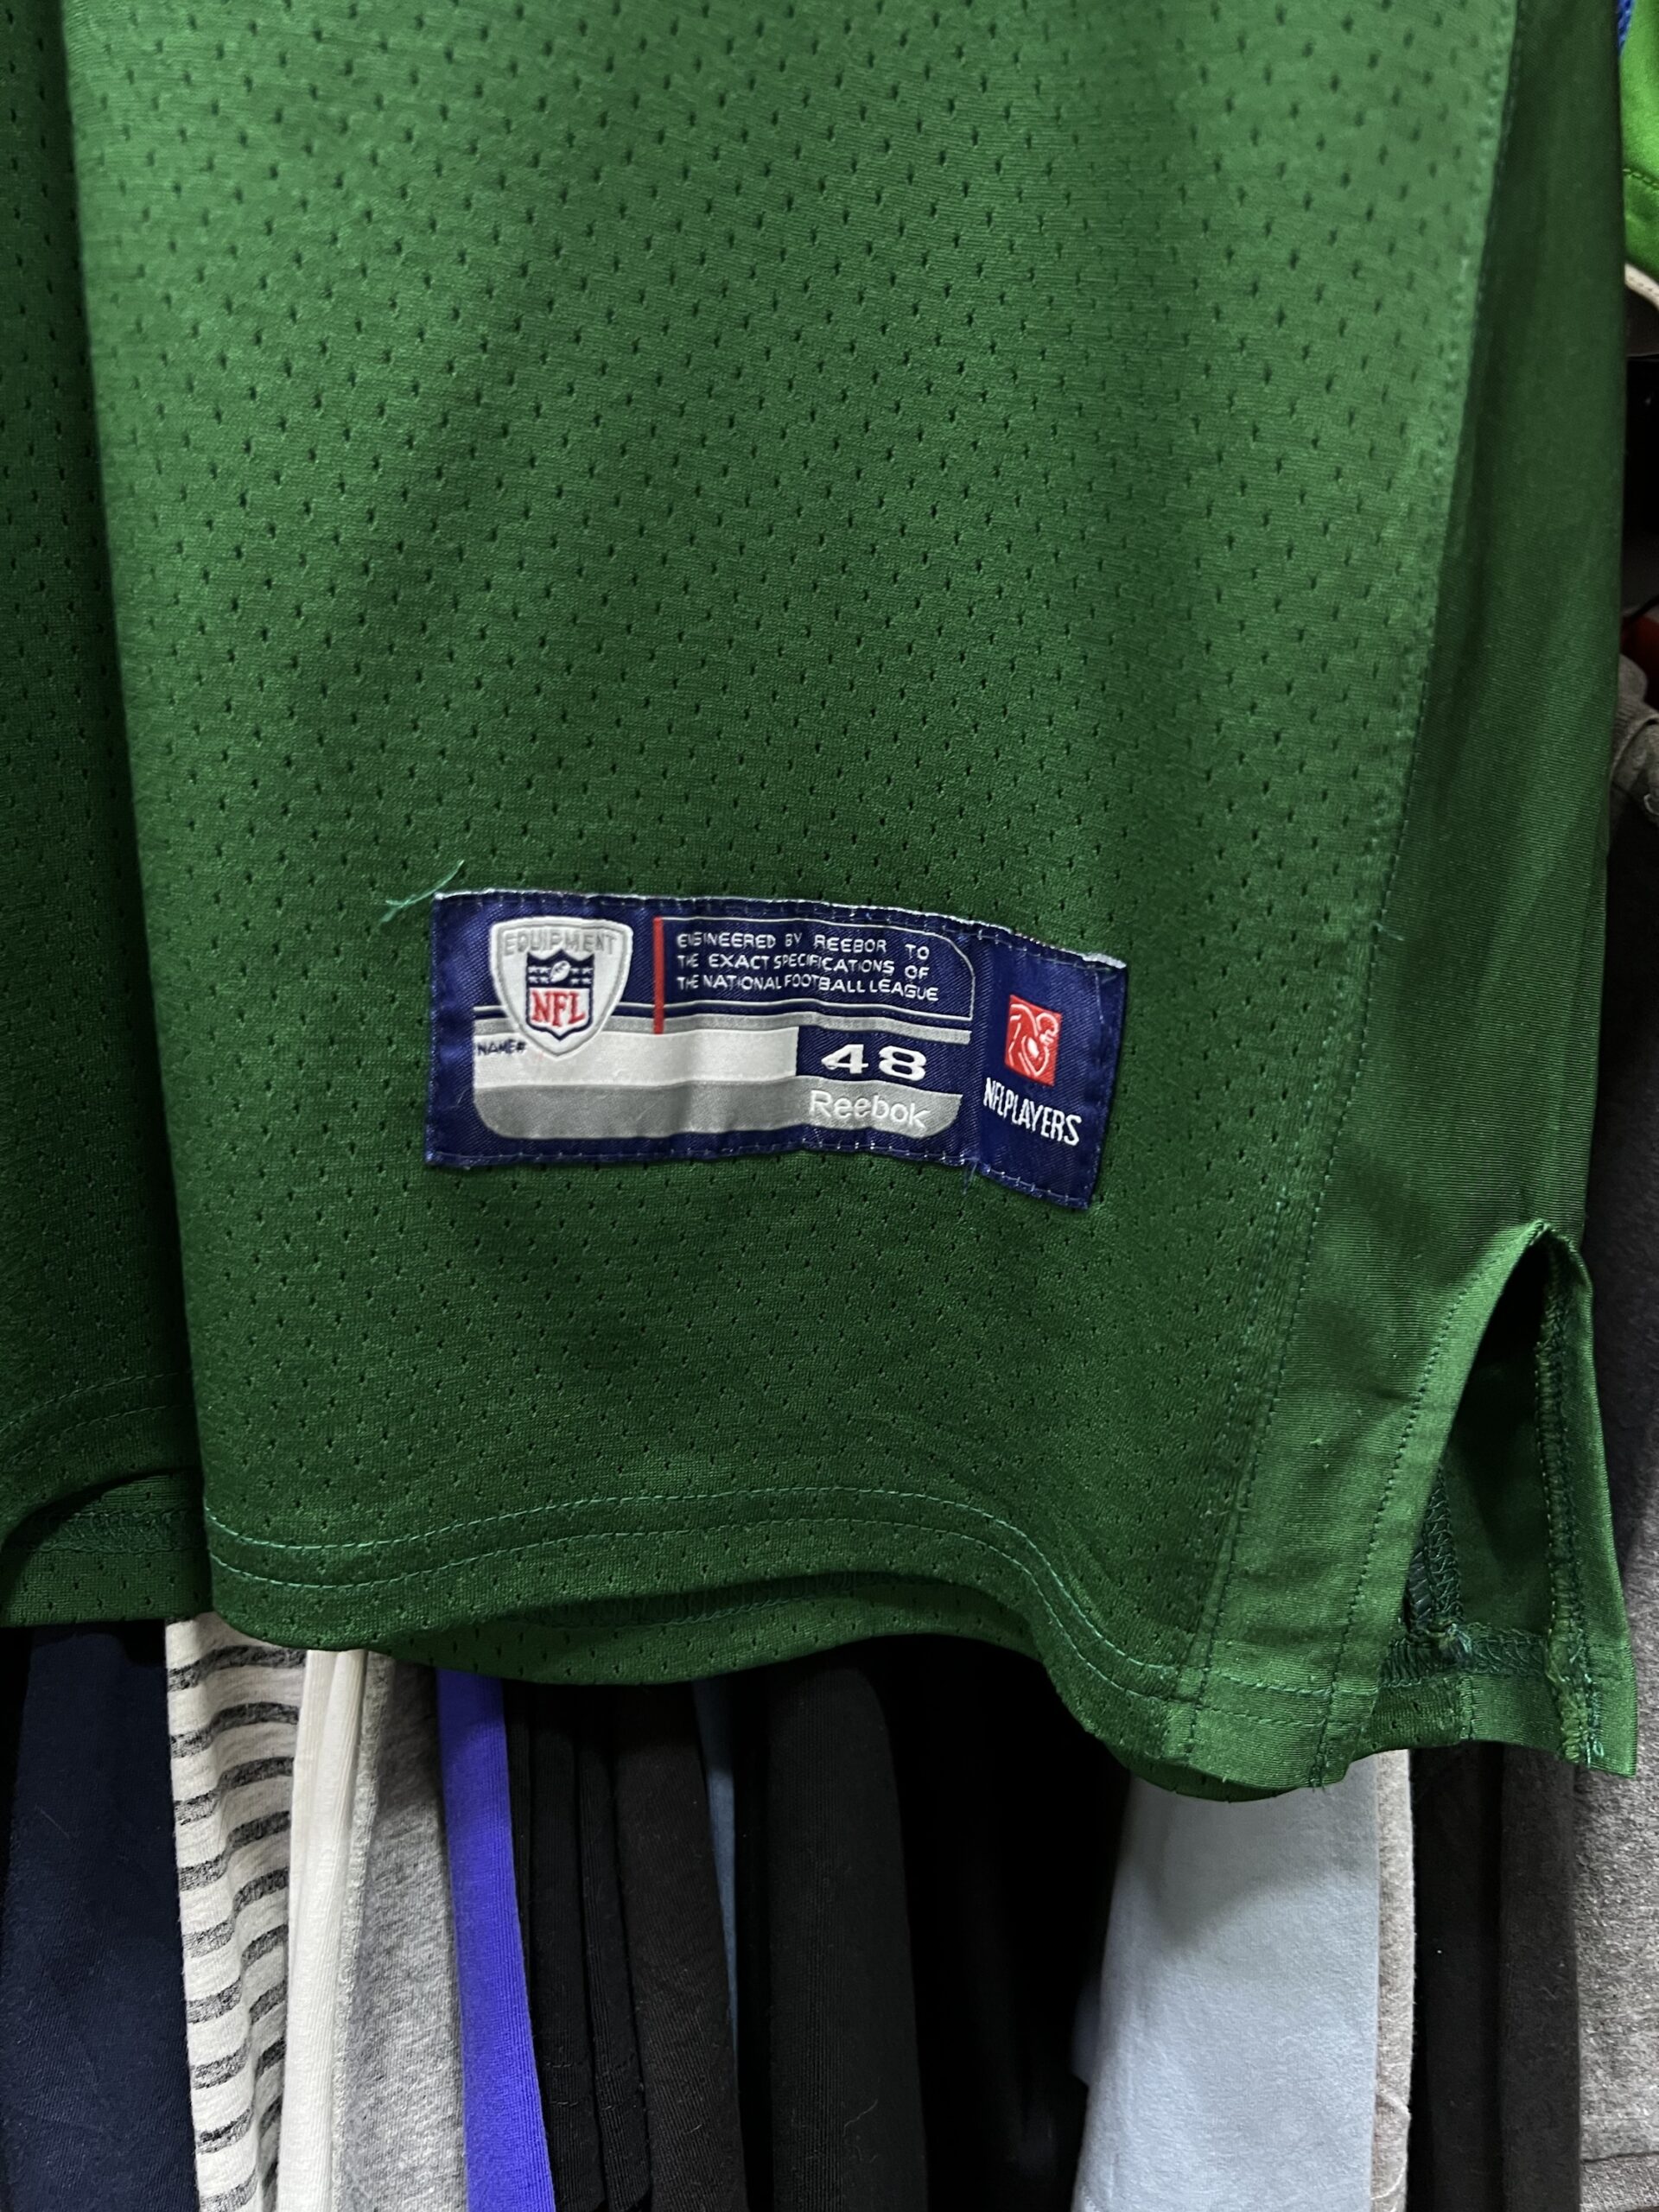 EQUIPMENT
NFL
ENGINEERED BY REEBOK TO
THE EXACT SPECIFICATIONS OF
THE NATIONAL FOOTBALL LEAGUE
NAME#
48
Reebok
NFLPLAYERS